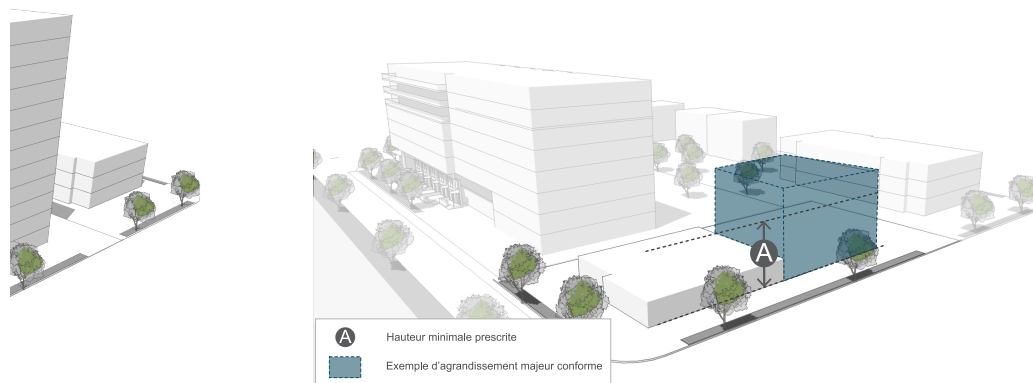 A
A Hauteur minimale prescrite
Exemple d'agrandissement majeur conforme